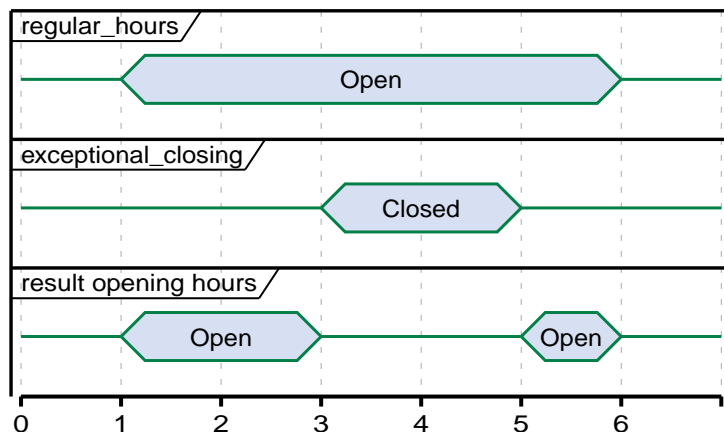 regular_hours
Open
exceptional_closing
Closed
result opening hours
Open Open
0 1 2 3 4 5 6